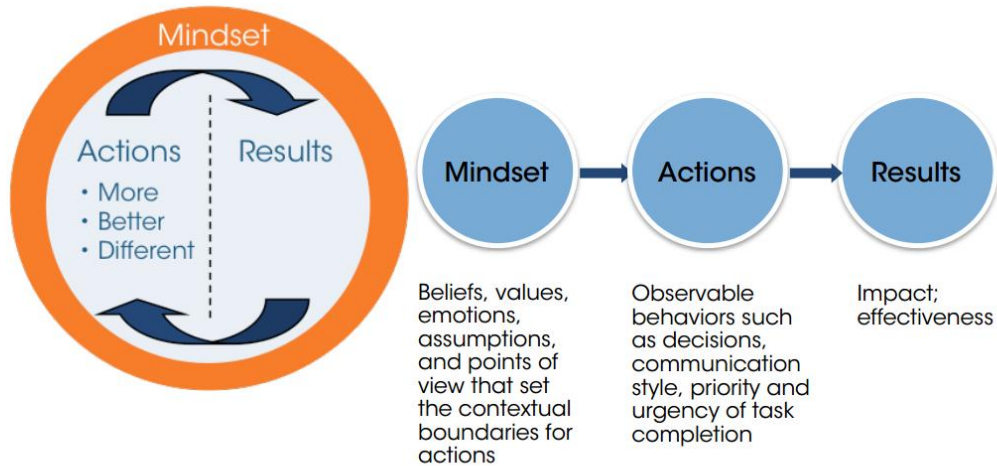 Mindset
Actions
• More
• Better
• Different
Results
Mindset
Actions
Results
Beliefs, values,
emotions,
assumptions,
and points of
view that set
the contextual
boundaries for
actions
Observable
behaviors such
as decisions,
communication
style, priority and
urgency of task
completion
Impact;
effectiveness